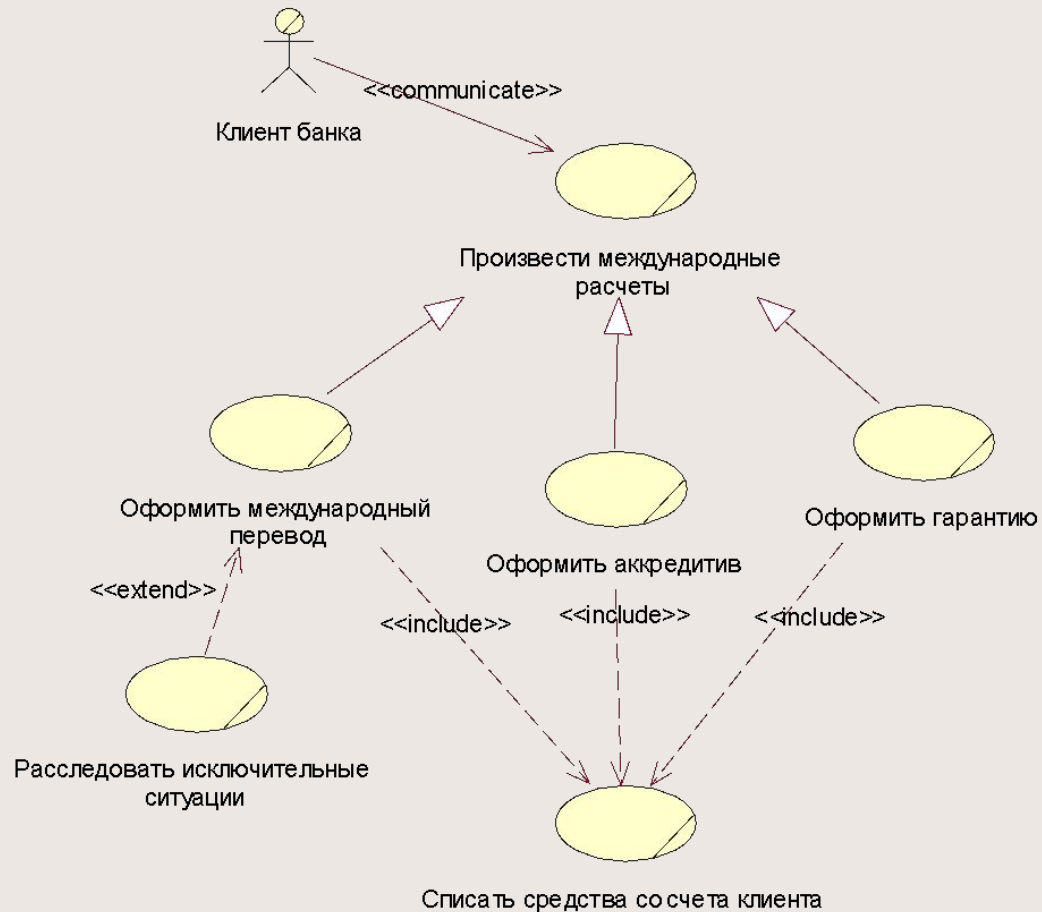 <<communicate>>
Клиент банка
Произвести международные
расчеты
Оформить международный
перевод
Оформить аккредитив
Оформить гарантию
<<extend>>
<<include>>
<<include>>
<<include>>
Расследовать исключительные
ситуации
Списать средства со счета клиента